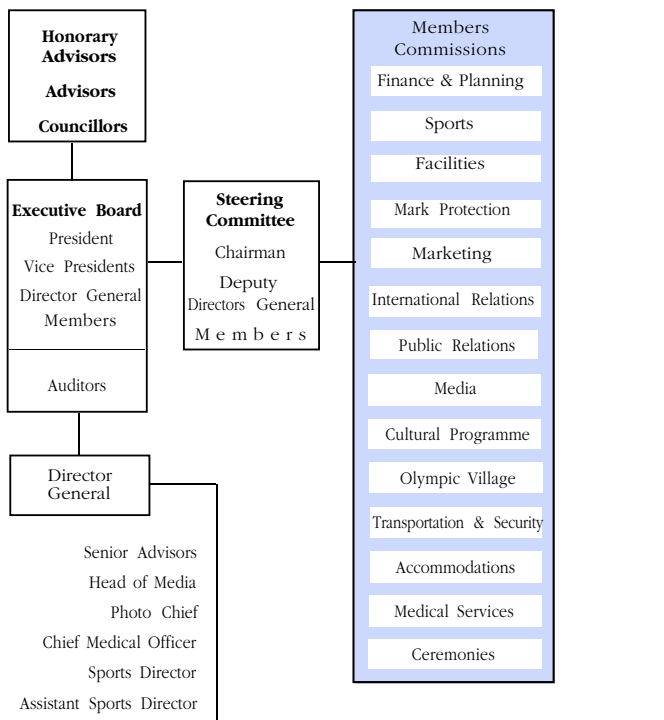 Honorary
Advisors
Advisors
Councillors
Executive Board
President
Vice Presidents
Director General
Members
Auditors
Steering
Committee
Chairman
Deputy
Directors General
Members
Members
Commissions
Finance & Planning
Sports
Facilities
Mark Protection
Marketing
International Relations
Public Relations
Media
Cultural Programme
Olympic Village
Transportation & Security
Accommodations
Medical Services
Ceremonies
Director
General
Senior Advisors
Head of Media
Photo Chief
Chief Medical Officer
Sports Director
Assistant Sports Director